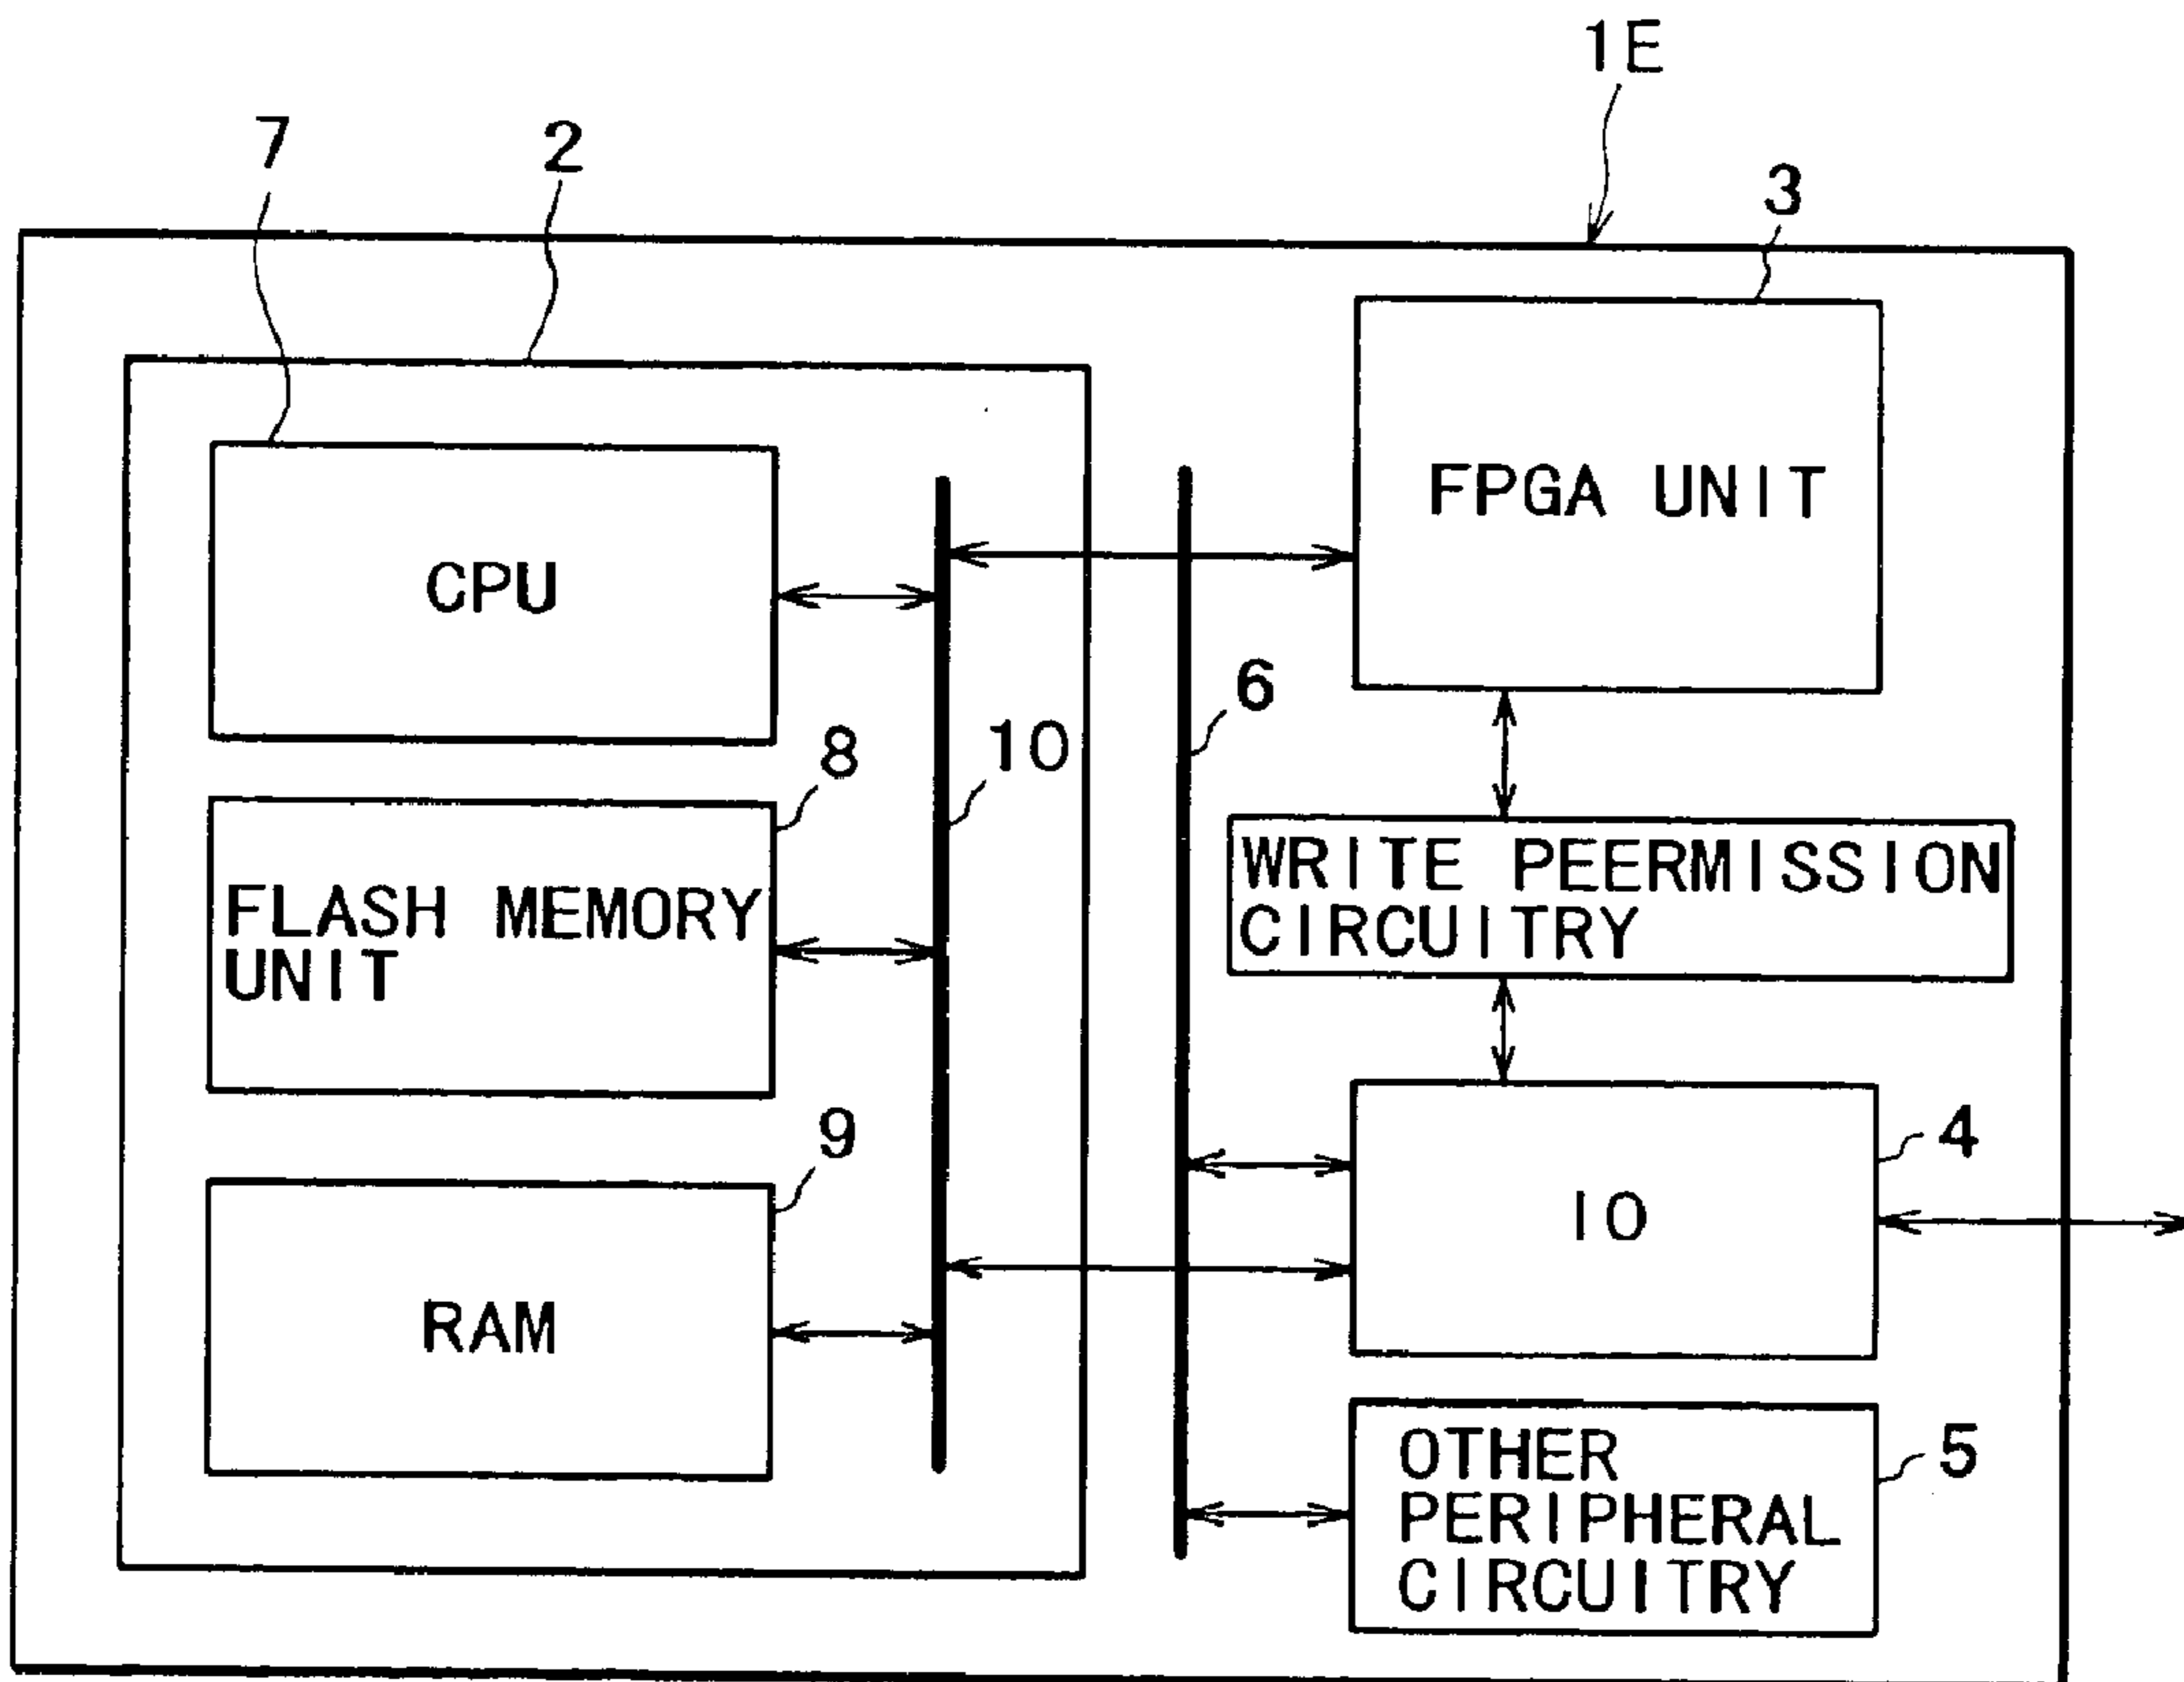 1E
7
2
3
FPGA UNIT
CPU
6
10
8
WRITE PEERMISSION
CIRCUITRY
FLASH MEMORY
UNIT
9
4
IO
RAM
5
OTHER
PERIPHERAL
CIRCUITRY